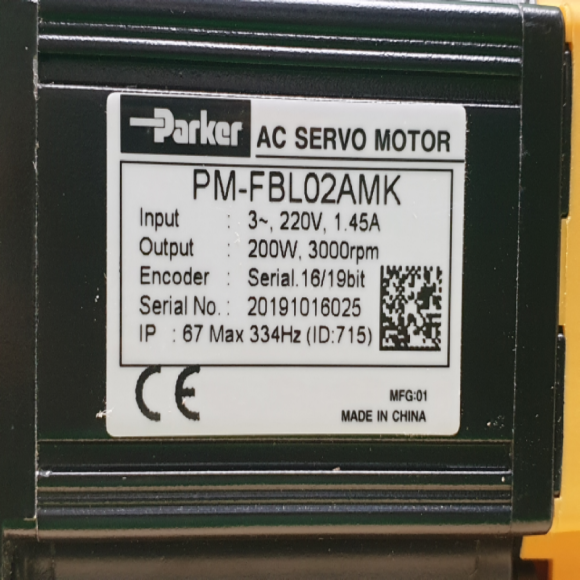 Parker AC SERVO MOTOR
PM-FBL02AMK
Input : 3~, 220V, 1.45A
Output : 200W, 3000rpm
Encoder : Serial.16/19bit
Serial No. : 20191016025
IP : 67 Max 334Hz (ID:715)
CE
MFG:01
MADE IN CHINA